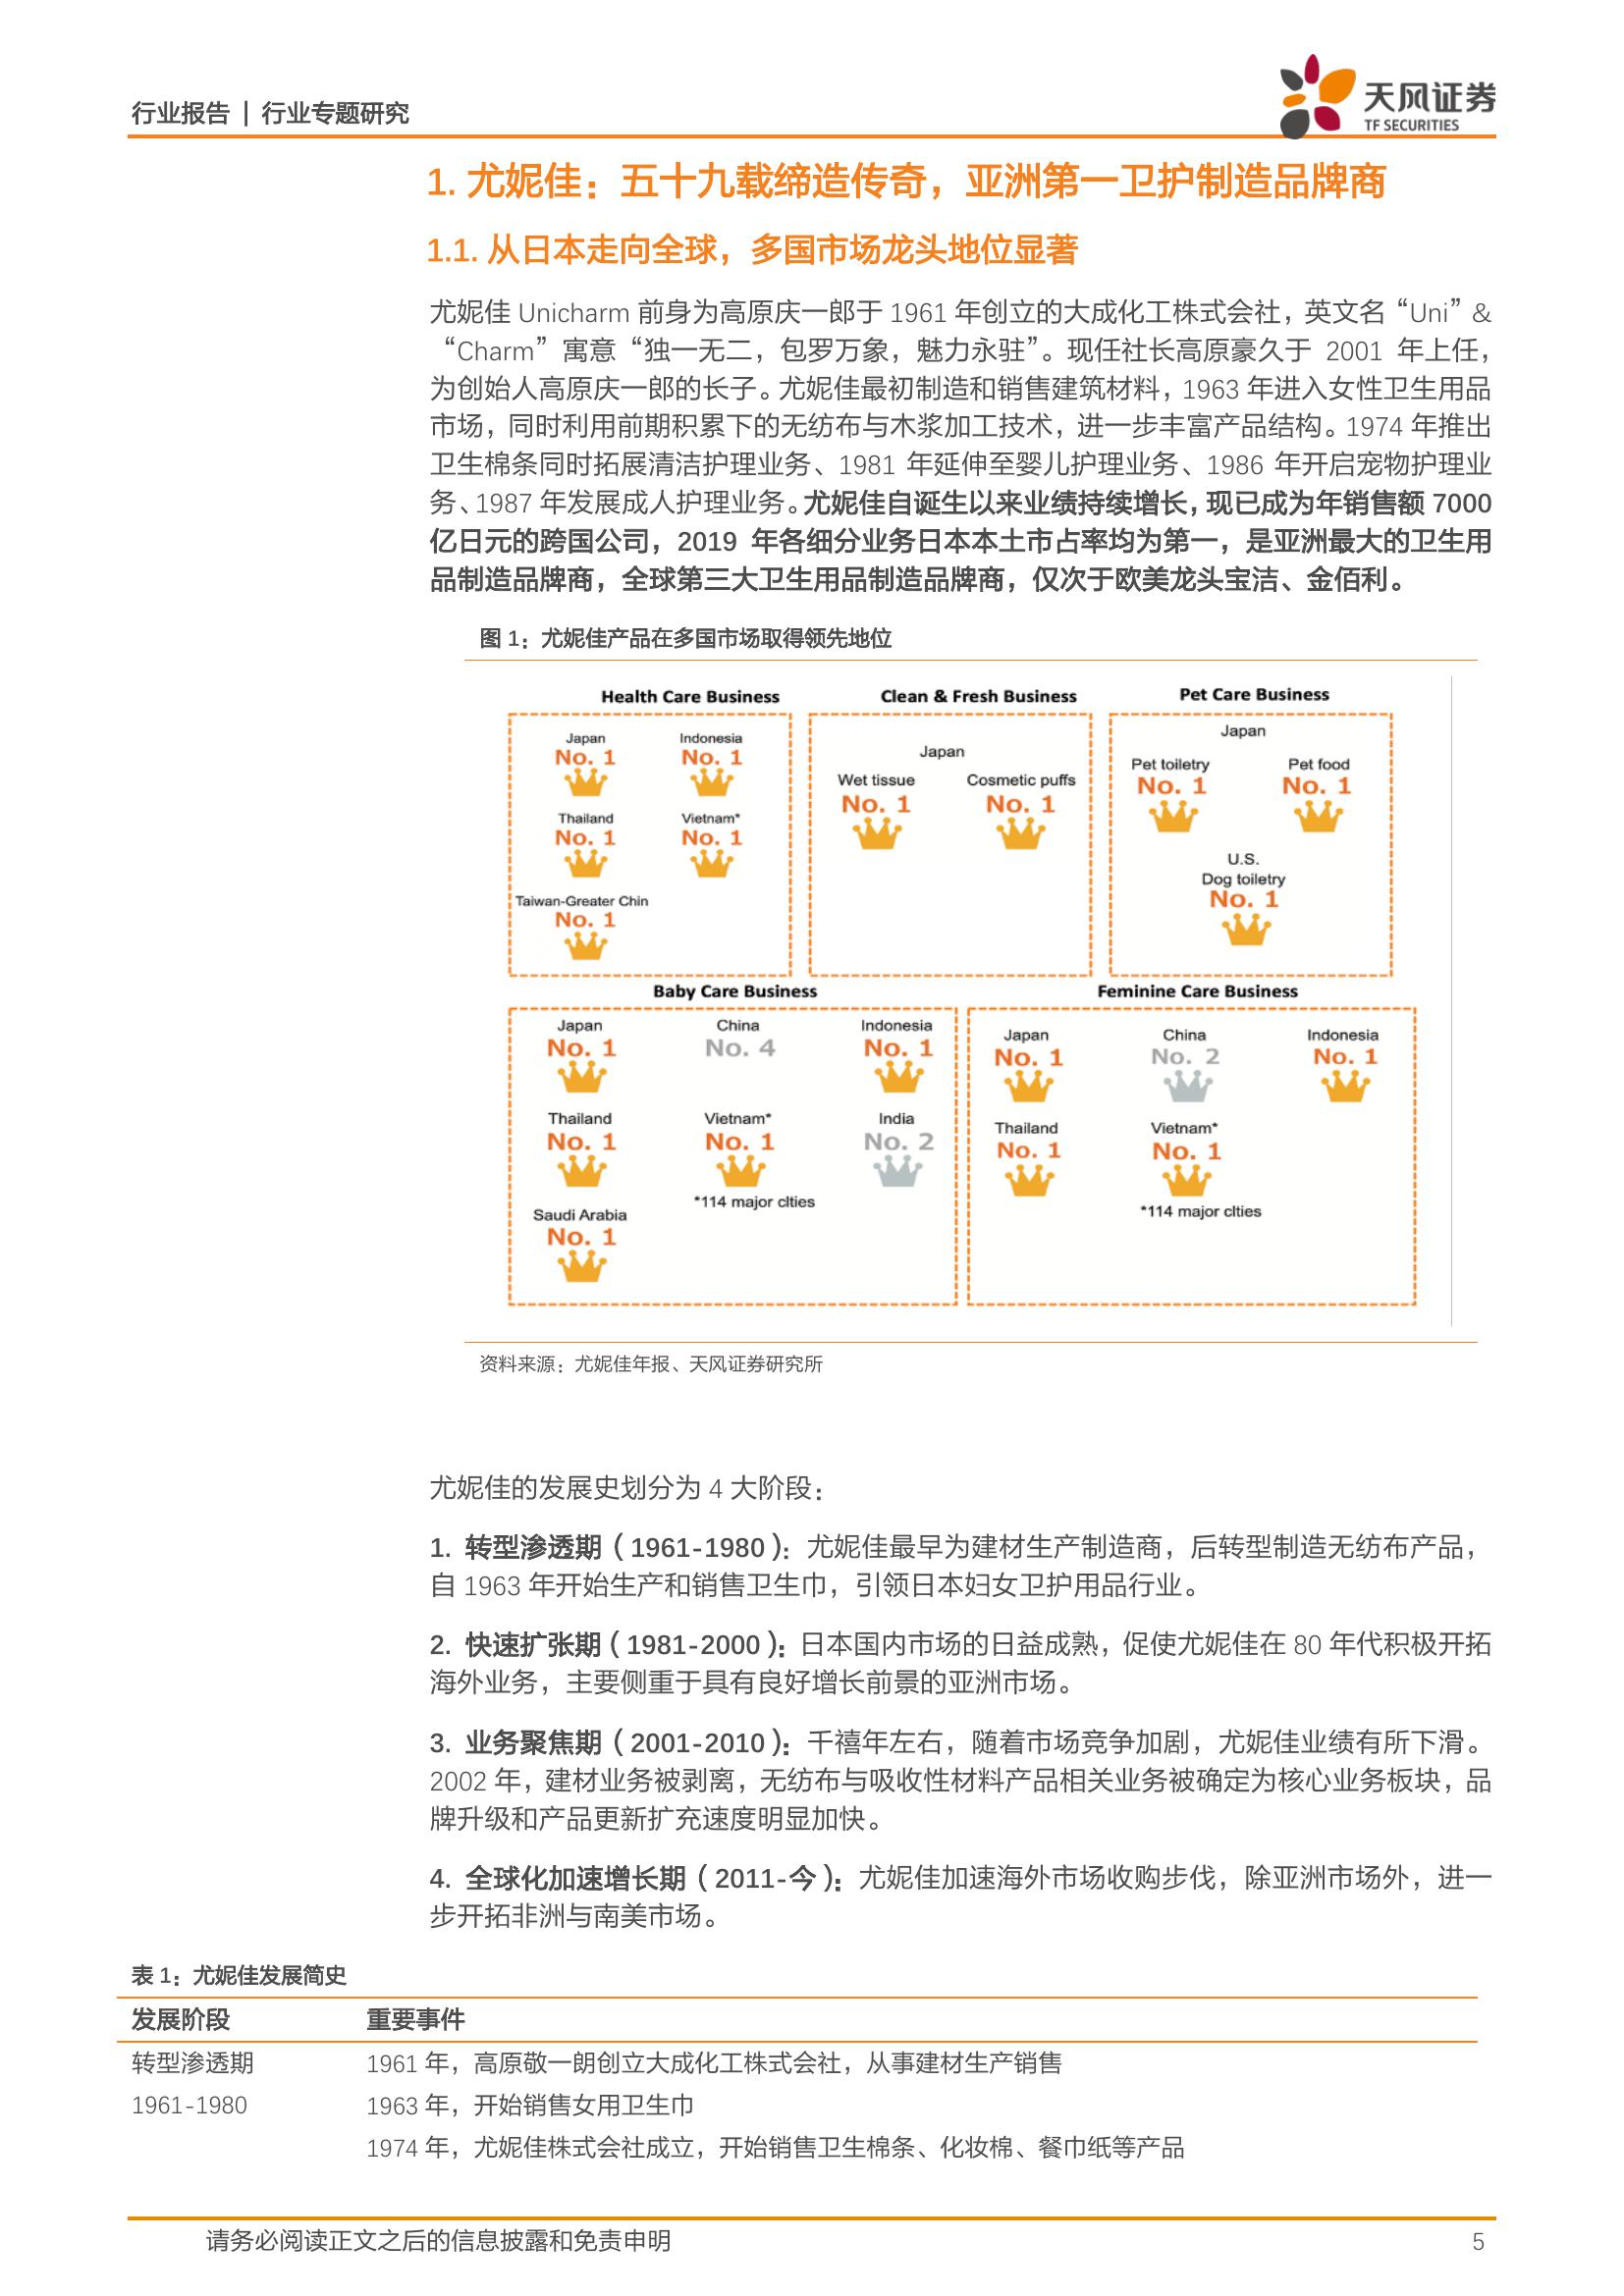 行业报告 | 行业专题研究
天风证券
TF SECURITIES
1. 尤妮佳：五十九载缔造传奇，亚洲第一卫护制造品牌商
1.1. 从日本走向全球，多国市场龙头地位显著
尤妮佳 Unicharm 前身为高原庆一郎于 1961 年创立的大成化工株式会社，英文名“Uni”&
“Charm”寓意“独一无二，包罗万象，魅力永驻”。现任社长高原豪久于 2001 年上任，
为创始人高原庆一郎的长子。尤妮佳最初制造和销售建筑材料，1963 年进入女性卫生用品
市场，同时利用前期积累下的无纺布与木浆加工技术，进一步丰富产品结构。1974 年推出
卫生棉条同时拓展清洁护理业务、1981 年延伸至婴儿护理业务、1986 年开启宠物护理业
务、1987 年发展成人护理业务。尤妮佳自诞生以来业绩持续增长，现已成为年销售额 7000
亿日元的跨国公司，2019 年各细分业务日本本土市占率均为第一，是亚洲最大的卫生用
品制造品牌商，全球第三大卫生用品制造品牌商，仅次于欧美龙头宝洁、金佰利。
图 1：尤妮佳产品在多国市场取得领先地位
Health Care Business
Japan Indonesia
No. 1 No. 1
Thailand Vietnam*
No. 1 No. 1
Taiwan-Greater Chin
No. 1
Clean & Fresh Business
Japan
Wet tissue Cosmetic puffs
No. 1 No. 1
Pet Care Business
Japan
Pet toiletry Pet food
No. 1 No. 1
U.S.
Dog toiletry
No. 1
Baby Care Business
Japan China Indonesia
No. 1 No. 4 No. 1
Thailand Vietnam* India
No. 1 No. 1 No. 2
*114 major clties
Saudi Arabia
No. 1
Feminine Care Business
Japan China Indonesia
No. 1 No. 2 No. 1
Thailand Vietnam*
No. 1 No. 1
*114 major clties
资料来源：尤妮佳年报、天风证券研究所
尤妮佳的发展史划分为 4 大阶段：
1. 转型渗透期（1961-1980）：尤妮佳最早为建材生产制造商，后转型制造无纺布产品，
自 1963 年开始生产和销售卫生巾，引领日本妇女卫护用品行业。
2. 快速扩张期（1981-2000）：日本国内市场的日益成熟，促使尤妮佳在 80 年代积极开拓
海外业务，主要侧重于具有良好增长前景的亚洲市场。
3. 业务聚焦期（2001-2010）：千禧年左右，随着市场竞争加剧，尤妮佳业绩有所下滑。
2002 年，建材业务被剥离，无纺布与吸收性材料产品相关业务被确定为核心业务板块，品
牌升级和产品更新扩充速度明显加快。
4. 全球化加速增长期（2011-今）：尤妮佳加速海外市场收购步伐，除亚洲市场外，进一
步开拓非洲与南美市场。
表 1：尤妮佳发展简史
发展阶段 重要事件
转型渗透期 1961 年，高原敬一朗创立大成化工株式会社，从事建材生产销售
1961-1980 1963 年，开始销售女用卫生巾
1974 年，尤妮佳株式会社成立，开始销售卫生棉条、化妆棉、餐巾纸等产品
请务必阅读正文之后的信息披露和免责申明 5